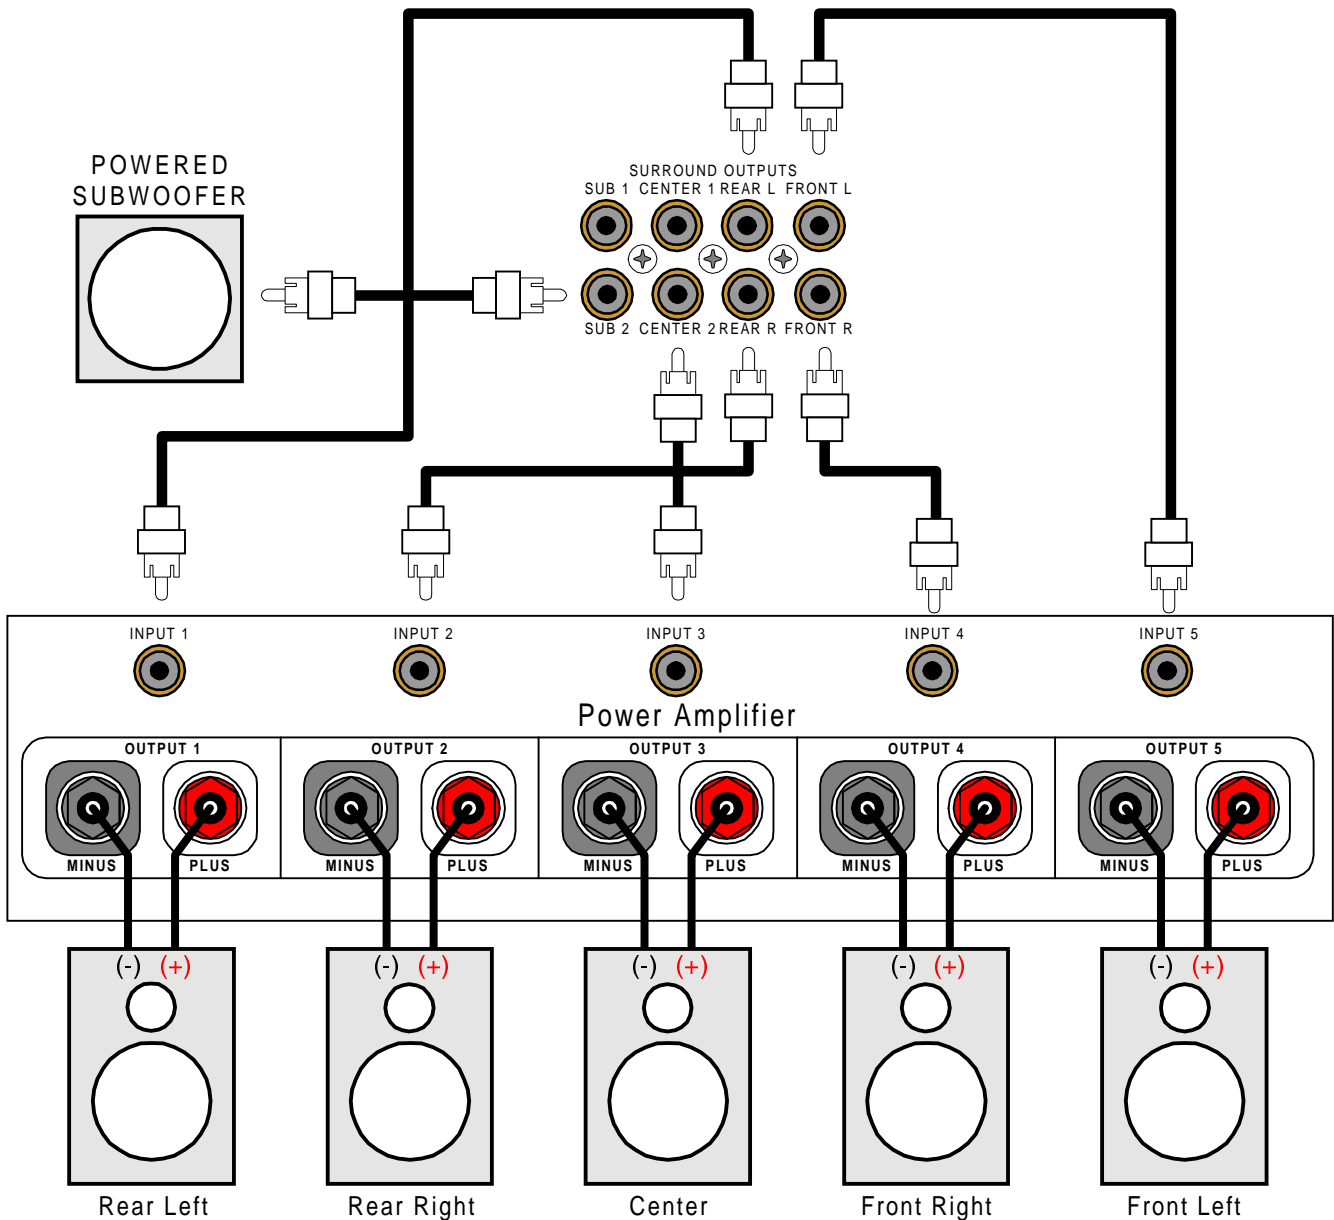 POWERED
SUBWOOFER
SURROUND OUTPUTS
SUB 1 CENTER 1 REAR L FRONT L
SUB 2 CENTER 2 REAR R FRONT R
INPUT 1 INPUT 2 INPUT 3 INPUT 4 INPUT 5
Power Amplifier
OUTPUT 1 OUTPUT 2 OUTPUT 3 OUTPUT 4 OUTPUT 5
MINUS PLUS MINUS PLUS MINUS PLUS MINUS PLUS MINUS PLUS
(-) (+) (-) (+) (-) (+) (-) (+) (-) (+)
Rear Left Rear Right Center Front Right Front Left